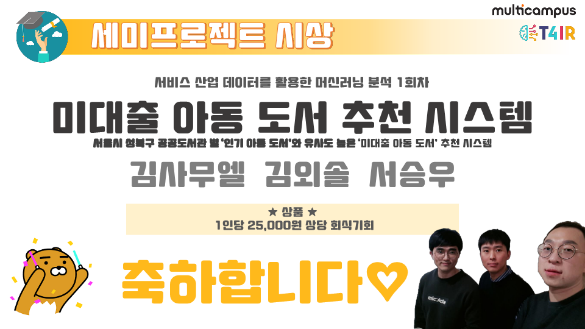 multicampus
세미프로젝트 시상
T4IR
서비스 산업 데이터를 활용한 머신러닝 분석 1회차
미대출 아동 도서 추천 시스템
서울시 성북구 공공도서관 별 '인기 아동 도서'와 유사도 높은 '미대출 아동 도서' 추천 시스템
김사무엘 김외솔 서승우
★ 상품 ★
1인당 25,000원 상당 회식기회
축하합니다♡